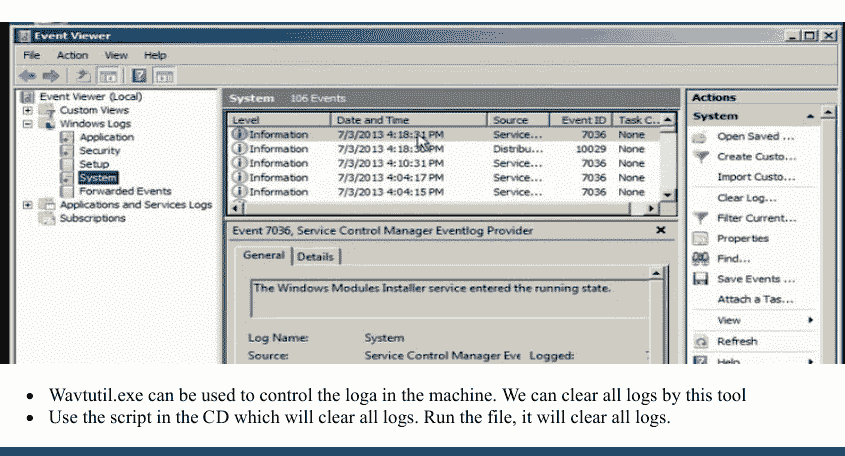 Event Viewer
File Action View Help
Event Viewer (Local)
Custom Views
Windows Logs
Application
Security
Setup
System
Forwarded Events
Applications and Services Logs
Subscriptions
System 106 Events
Level Date and Time Source Event ID Task C...
Information 7/3/2013 4:18:31 PM Service... 7036 None
Information 7/3/2013 4:18:30 PM Distribu... 10029 None
Information 7/3/2013 4:10:31 PM Service... 7036 None
Information 7/3/2013 4:04:17 PM Service... 7036 None
Information 7/3/2013 4:04:15 PM Service... 7036 None
Event 7036, Service Control Manager Eventlog Provider
General Details
The Windows Modules Installer service entered the running state.
Log Name: System
Source: Service Control Manager Eve Logged:
Actions
System
Open Saved ...
Create Custo...
Import Custo...
Clear Log...
Filter Current...
Properties
Find...
Save Events ...
Attach a Tas...
View
Refresh
Help
• Wavtutil.exe can be used to control the loga in the machine. We can clear all logs by this tool
• Use the script in the CD which will clear all logs. Run the file, it will clear all logs.